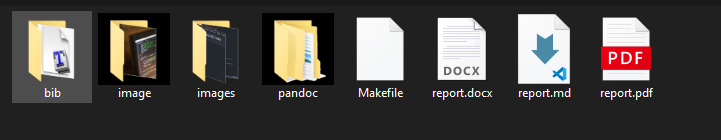 T
DOCX
PDF
bib
image
images
pandoc
Makefile
report.docx
report.md
report.pdf